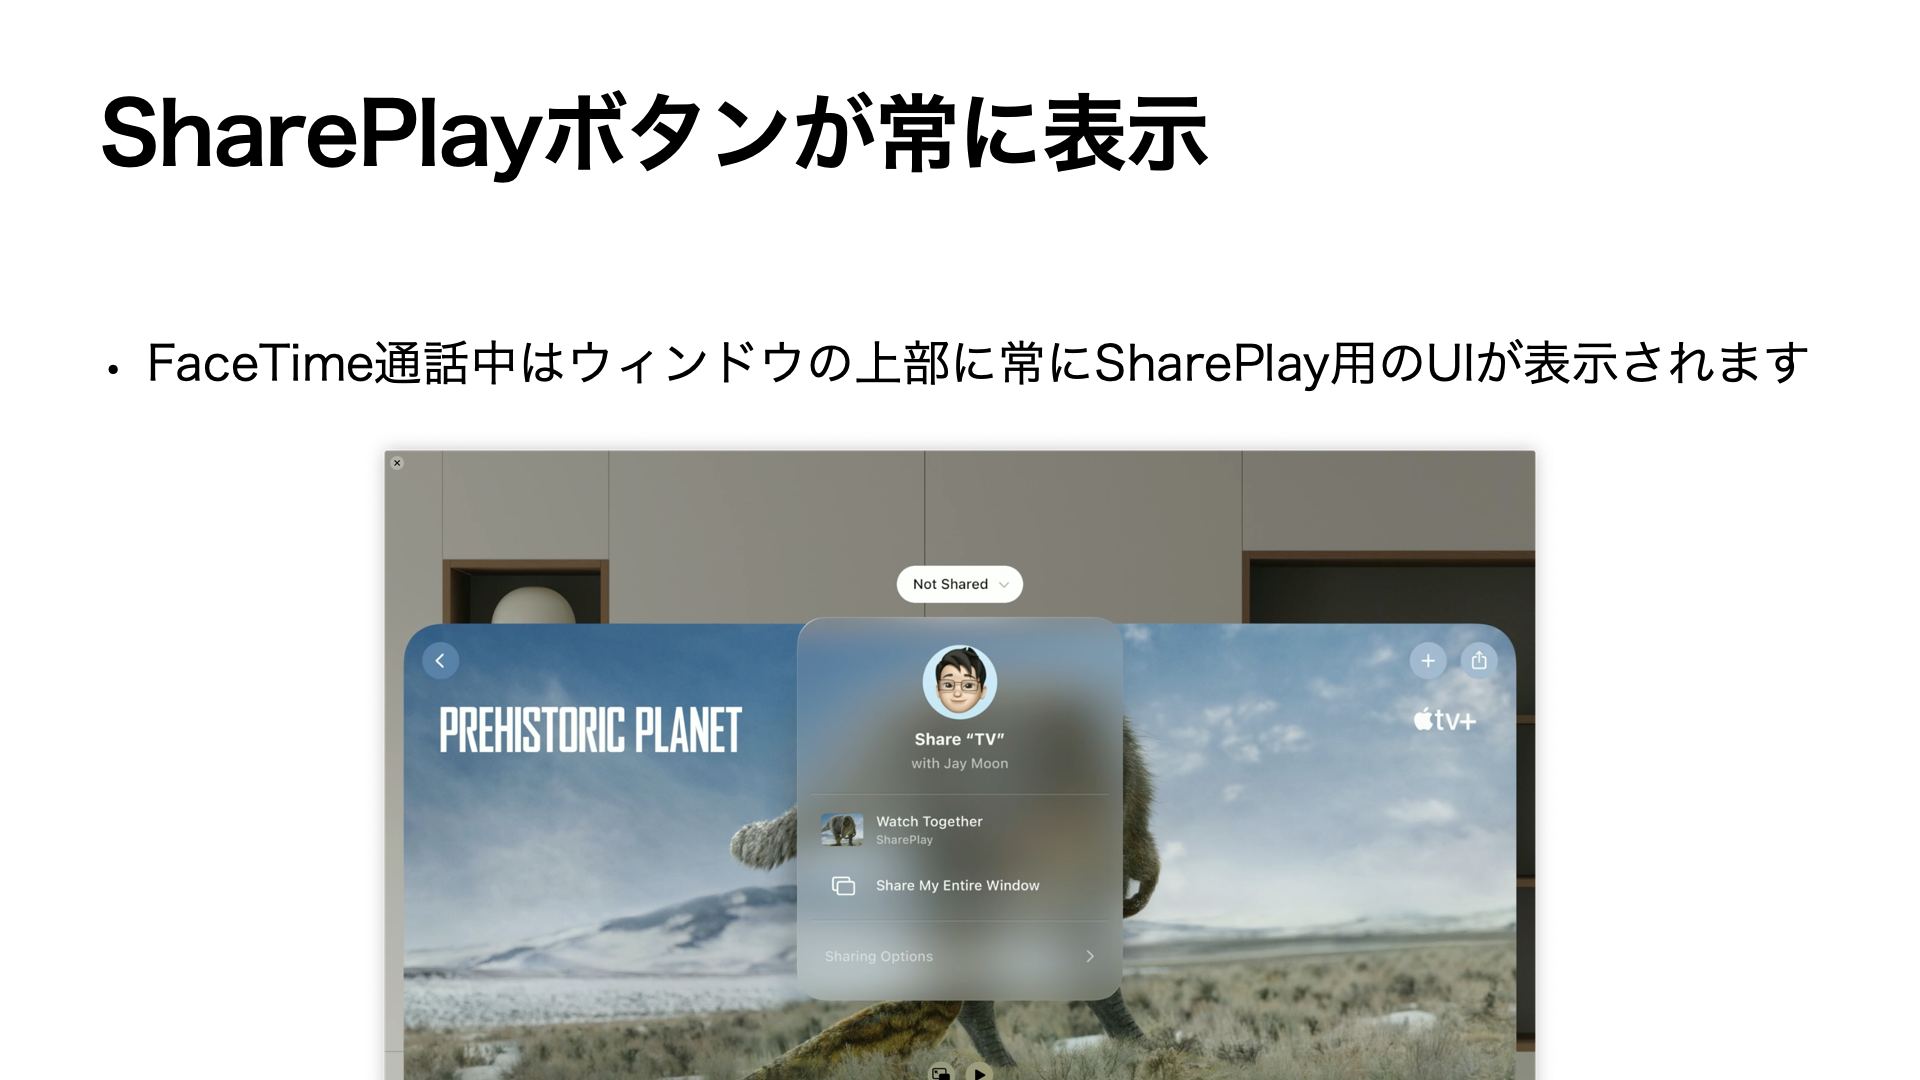 SharePlayボタンが常に表示
• FaceTime通話中はウィンドウの上部に常にSharePlay用のUIが表示されます
Not Shared
PREHISTORIC PLANET
tv+
Share “TV”
with Jay Moon
Watch Together
SharePlay
Share My Entire Window
Sharing Options